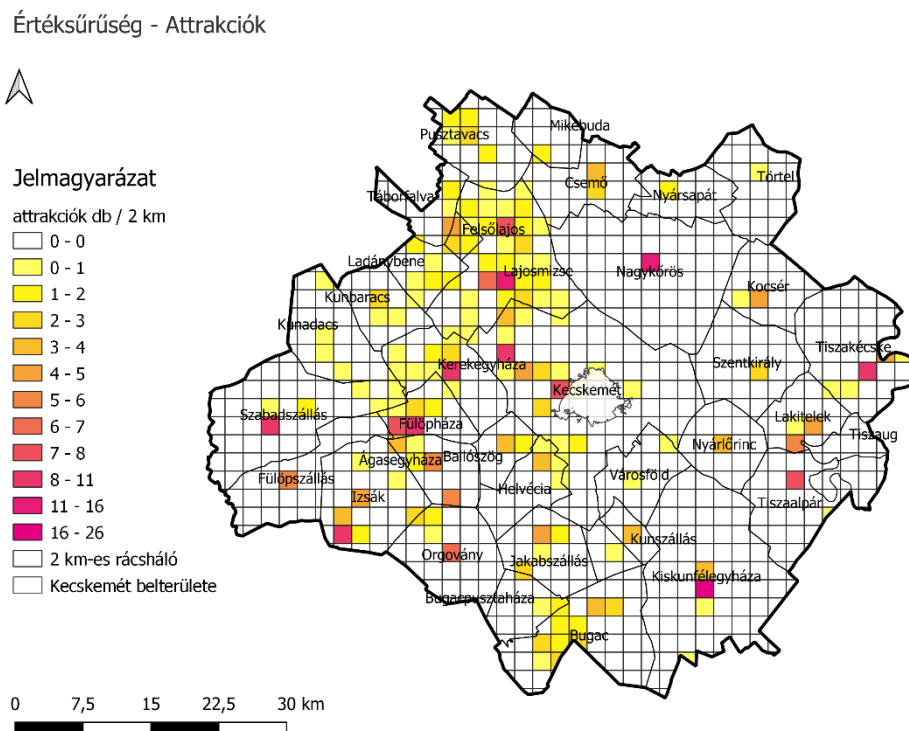 Értéksűrűség - Attrakciók
Jelmagyarázat
attrakciók db / 2 km
0 - 0
0 - 1
1 - 2
2 - 3
3 - 4
4 - 5
5 - 6
6 - 7
7 - 8
8 - 11
11 - 16
16 - 26
2 km-es rácsháló
Kecskemét belterülete
Mikebuda
Pusztavacs
Csemő
Törtel
Táborfalva
Nyársapát
Felsőlajos
Ladánybene
Lajosmizse
Nagykőrös
Kunbaracs
Kocsér
Kunadacs
Tiszakécske
Kerekegyháza
Szentkirály
Kecskemét
Szabadszállás
Fülöpháza
Lakitelek
Tiszaug
Nyárlőrinc
Ágasegyháza
Ballószög
Fülöpszállás
Helvécia
Városföld
Izsák
Tiszaalpár
Kunszállás
Orgovány
Jakabszállás
Kiskunfélegyháza
Bugacpusztaháza
Bugac
0 7,5 15 22,5 30 km